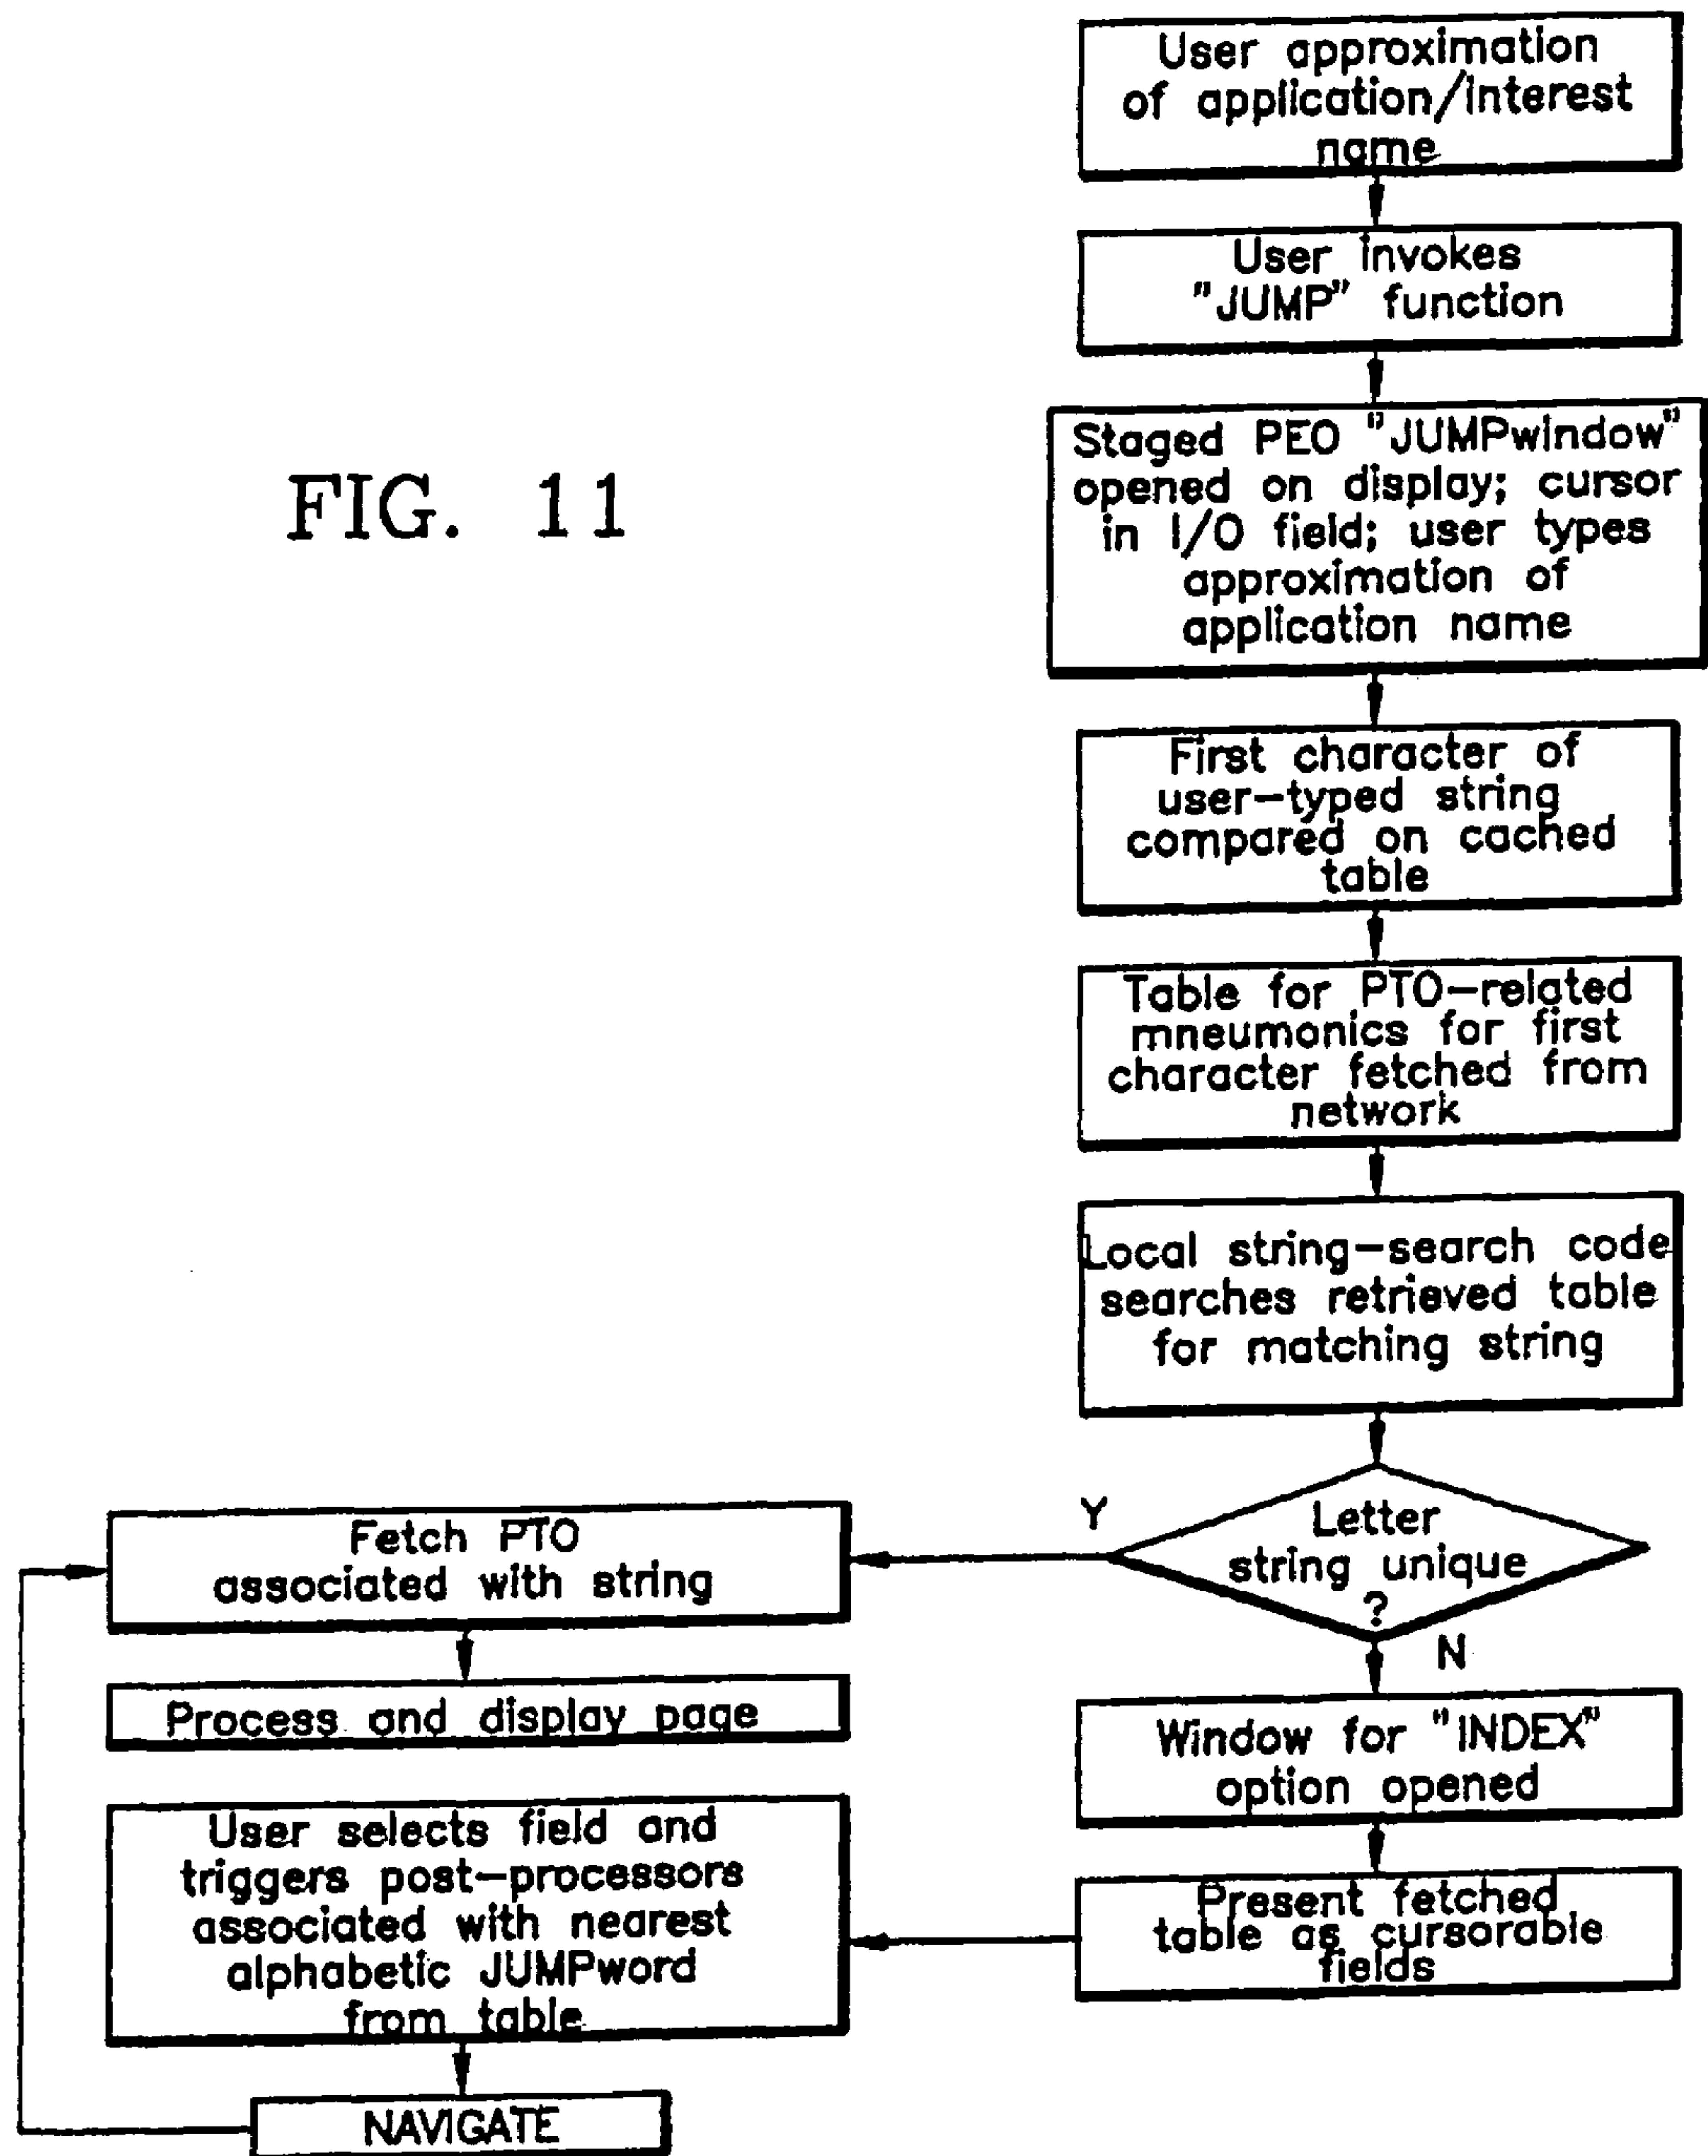 User approximation
of application/interest
name
User invokes
"JUMP" function
FIG. 11
Staged PEO "JUMPwindow"
opened on display; cursor
in I/O field; user types
approximation of
application name
First character of
user-typed string
compared on cached
table
Table for PTO-related
mneumonics for first
character fetched from
network
Local string-search code
searches retrieved table
for matching string
Letter
string unique
?
Y
N
Fetch PTO
associated with string
Process and display page
Window for "INDEX"
option opened
Present fetched
table as cursorable
fields
User selects field and
triggers post-processors
associated with nearest
alphabetic JUMPword
from table
NAVIGATE